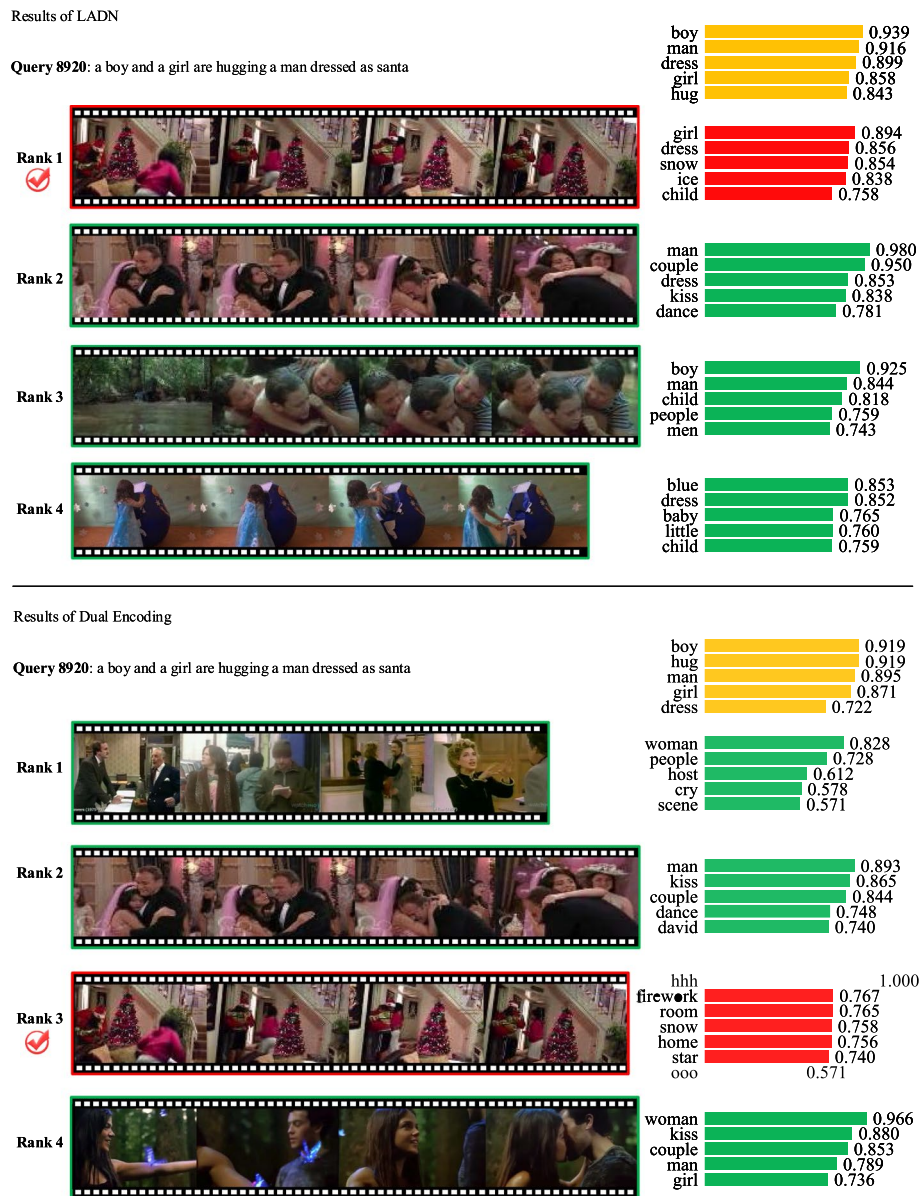 Results of LADN
Query 8920: a boy and a girl are hugging a man dressed as santa
boy 0.939
man 0.916
dress 0.899
girl 0.858
hug 0.843
Rank 1
girl 0.894
dress 0.856
snow 0.854
ice 0.838
child 0.758
Rank 2
man 0.980
couple 0.950
dress 0.853
kiss 0.838
dance 0.781
Rank 3
boy 0.925
man 0.844
child 0.818
people 0.759
men 0.743
Rank 4
blue 0.853
dress 0.852
baby 0.765
little 0.760
child 0.759
Results of Dual Encoding
Query 8920: a boy and a girl are hugging a man dressed as santa
boy 0.919
hug 0.919
man 0.895
girl 0.871
dress 0.722
Rank 1
woman 0.828
people 0.728
host 0.612
cry 0.578
scene 0.571
Rank 2
man 0.893
kiss 0.865
couple 0.844
dance 0.748
david 0.740
Rank 3
hhh 1.000
firework 0.767
room 0.765
snow 0.758
home 0.756
star 0.740
ooo 0.571
Rank 4
woman 0.966
kiss 0.880
couple 0.853
man 0.789
girl 0.736